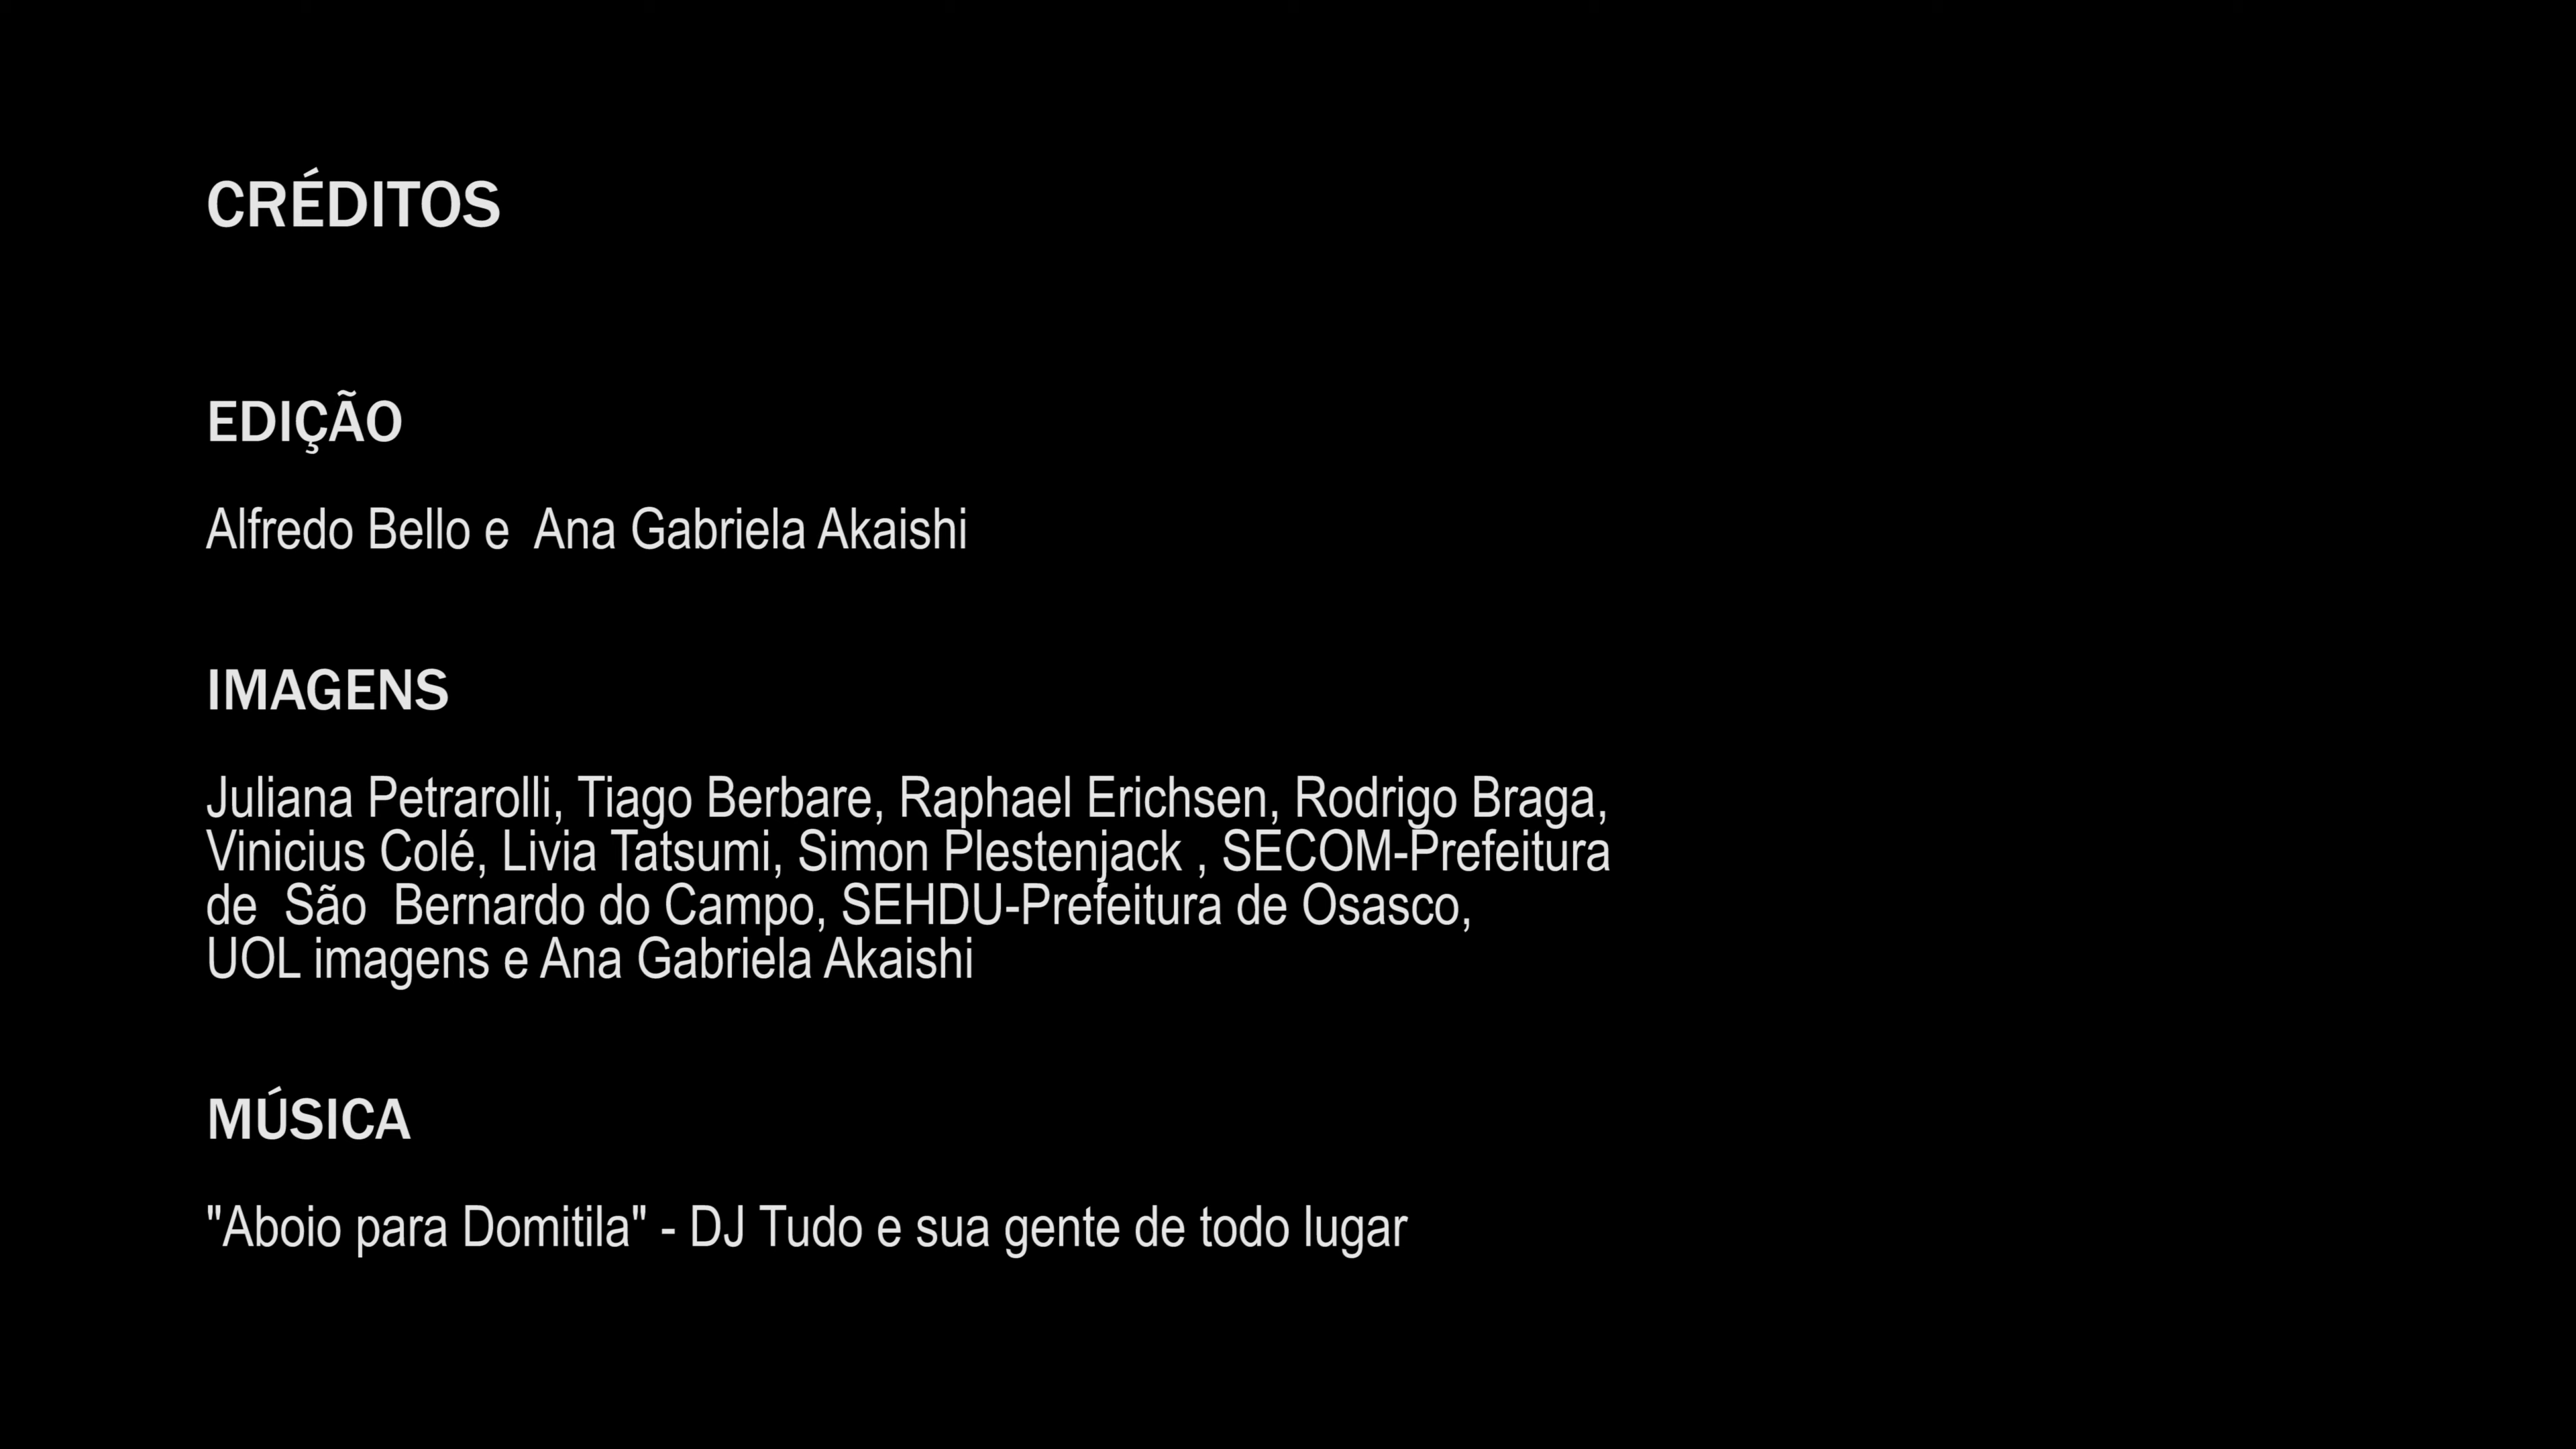 CRÉDITOS
EDIÇÃO
Alfredo Bello e  Ana Gabriela Akaishi
IMAGENS
Juliana Petrarolli, Tiago Berbare, Raphael Erichsen, Rodrigo Braga,
Vinicius Colé, Livia Tatsumi, Simon Plestenjack , SECOM-Prefeitura
de  São  Bernardo do Campo, SEHDU-Prefeitura de Osasco,
UOL imagens e Ana Gabriela Akaishi
MÚSICA
"Aboio para Domitila" - DJ Tudo e sua gente de todo lugar